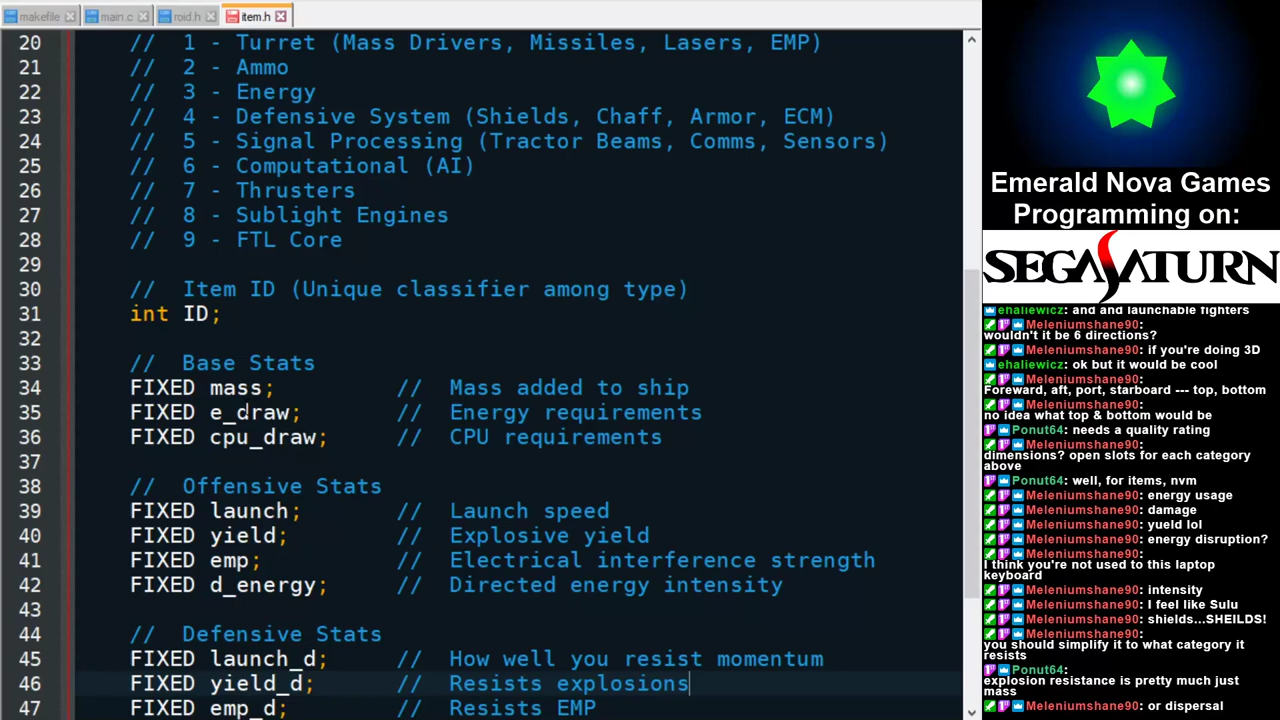 makefile main.c roid.h item.h
20 // 1 - Turret (Mass Drivers, Missiles, Lasers, EMP)
21 // 2 - Ammo
22 // 3 - Energy
23 // 4 - Defensive System (Shields, Chaff, Armor, ECM)
24 // 5 - Signal Processing (Tractor Beams, Comms, Sensors)
25 // 6 - Computational (AI)
26 // 7 - Thrusters
27 // 8 - Sublight Engines
28 // 9 - FTL Core
29
30 // Item ID (Unique classifier among type)
31 int ID;
32
33 // Base Stats
34 FIXED mass; // Mass added to ship
35 FIXED e_draw; // Energy requirements
36 FIXED cpu_draw; // CPU requirements
37
38 // Offensive Stats
39 FIXED launch; // Launch speed
40 FIXED yield; // Explosive yield
41 FIXED emp; // Electrical interference strength
42 FIXED d_energy; // Directed energy intensity
43
44 // Defensive Stats
45 FIXED launch_d; // How well you resist momentum
46 FIXED yield_d; // Resists explosions
47 FIXED emp_d; // Resists EMP
Emerald Nova Games
Programming on:
SEGA SATURN
ehaliewicz: and and launchable fighters
Meleniumshane90:
wouldn't it be 6 directions?
Meleniumshane90: if you're doing 3D
ehaliewicz: ok but it would be cool
Meleniumshane90:
Foreward, aft, port, starboard --- top, bottom
Meleniumshane90:
no idea what top & bottom would be
Ponut64: needs a quality rating
Meleniumshane90:
dimensions? open slots for each category
above
Ponut64: well, for items, nvm
Meleniumshane90: energy usage
Meleniumshane90: damage
Meleniumshane90: yueld lol
Meleniumshane90: energy disruption?
Meleniumshane90:
I think you're not used to this laptop
keyboard
Meleniumshane90: intensity
Meleniumshane90: I feel like Sulu
Meleniumshane90: shields...SHEILDS!
Meleniumshane90:
you should simplify it to what category it
resists
Ponut64:
explosion resistance is pretty much just
mass
Meleniumshane90: or dispersal